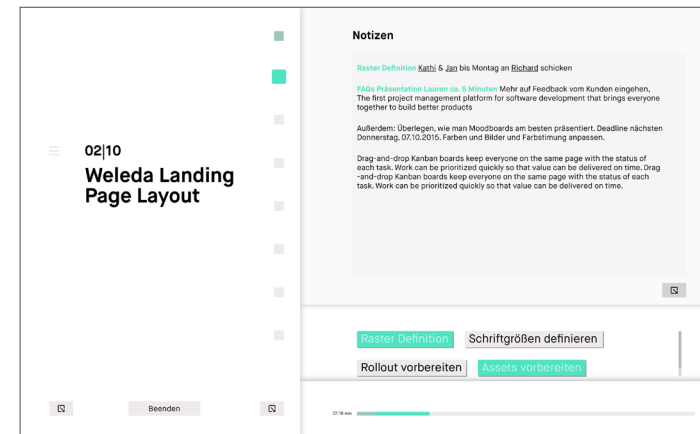 02|10
Weleda Landing
Page Layout
Beenden
Notizen
Raster Definition Kathi & Jan bis Montag an Richard schicken
FAQs Präsentation Lauren ca. 5 Minuten Mehr auf Feedback vom Kunden eingehen,
The first project management platform for software development that brings everyone
together to build better products
Außerdem: Überlegen, wie man Moodboards am besten präsentiert. Deadline nächsten
Donnerstag, 07.10.2015. Farben und Bilder und Farbstimung anpassen.
Drag-and-drop Kanban boards keep everyone on the same page with the status of
each task. Work can be prioritized quickly so that value can be delivered on time. Drag
-and-drop Kanban boards keep everyone on the same page with the status of each
task. Work can be prioritized quickly so that value can be delivered on time.
Raster Definition
Schriftgrößen definieren
Rollout vorbereiten
Assets vorbereiten